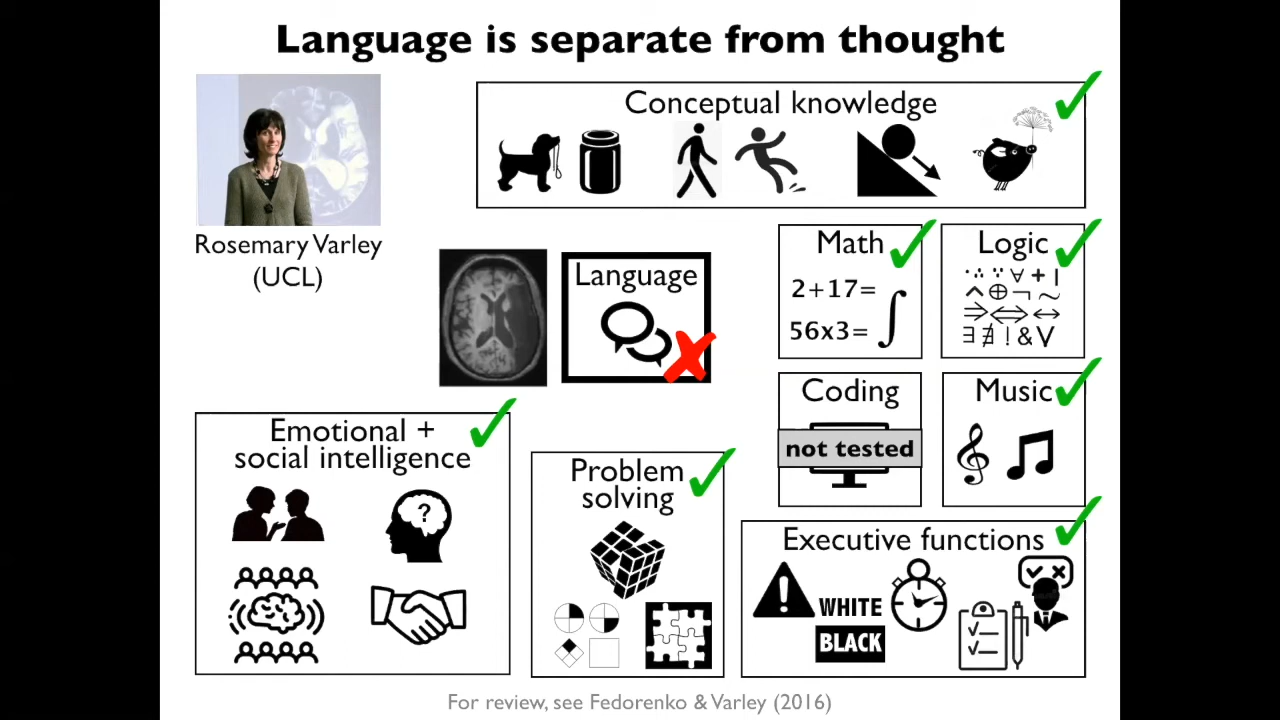 Language is separate from thought
Rosemary Varley
(UCL)
Conceptual knowledge
Language
Math
2+17=
56x3=
∫
Logic
∴ ∵ ∀ + |
^ ⊕ ¬ ~
⇒ ⇔ ↔
∃ ∄ ! & V
Coding
not tested
Music
Emotional +
social intelligence
?
Problem
solving
Executive functions
!
WHITE
BLACK
For review, see Fedorenko & Varley (2016)